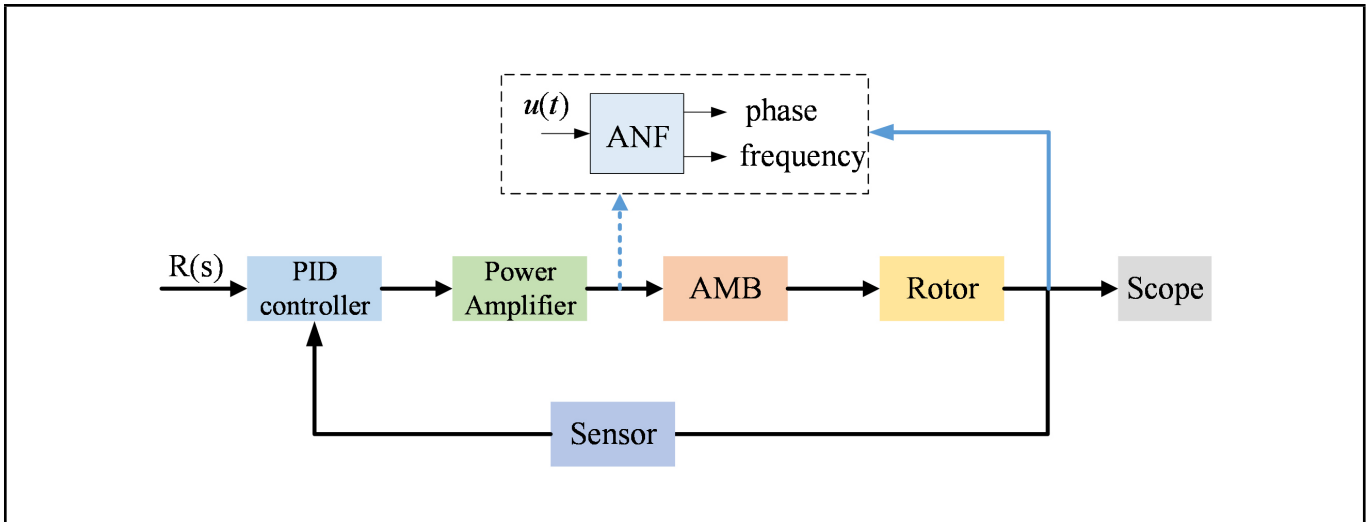 u(t)
ANF
phase
frequency
R(s)
PID
controller
Power
Amplifier
AMB
Rotor
Scope
Sensor